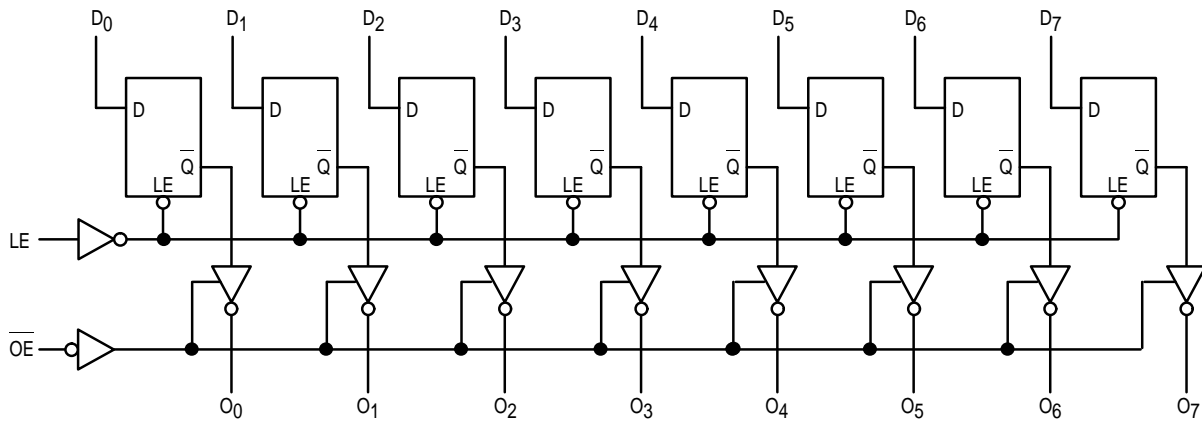 D0 D1 D2 D3 D4 D5 D6 D7
D D D D D D D D
Q̅ Q̅ Q̅ Q̅ Q̅ Q̅ Q̅ Q̅
LE LE LE LE LE LE LE LE
LE
O̅E̅
O0 O1 O2 O3 O4 O5 O6 O7